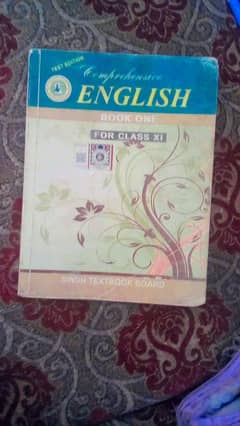 TEST EDITION
Comprehensive
ENGLISH
BOOK ONE
FOR CLASS XI
SINDH TEXTBOOK BOARD